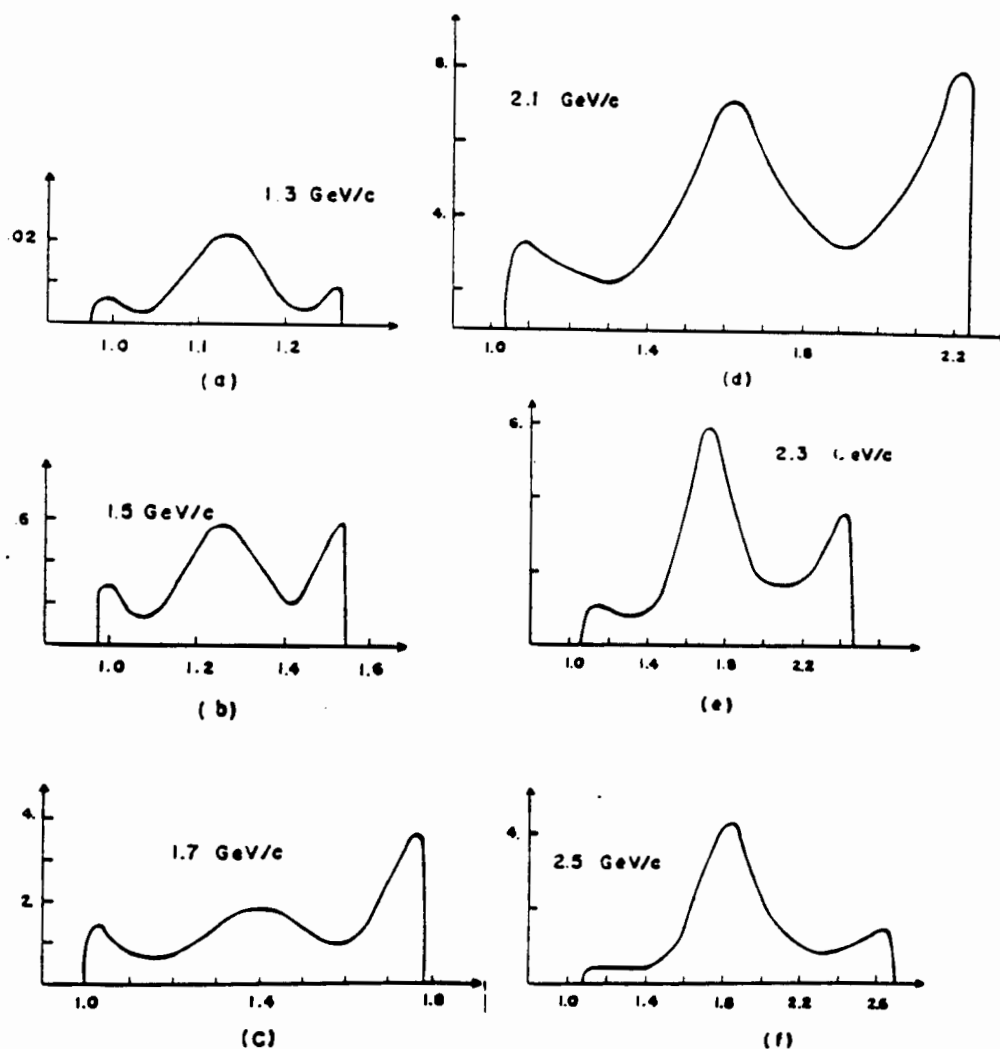 1.3 GeV/c
.02
1.0 1.1 1.2
(a)
1.5 GeV/c
.6
1.0 1.2 1.4 1.6
(b)
1.7 GeV/c
4.
2.
1.0 1.4 1.8
(c)
2.1 GeV/c
8.
4.
1.0 1.4 1.8 2.2
(d)
2.3 GeV/c
6.
1.0 1.4 1.8 2.2
(e)
2.5 GeV/c
4.
1.0 1.4 1.8 2.2 2.6
(f)